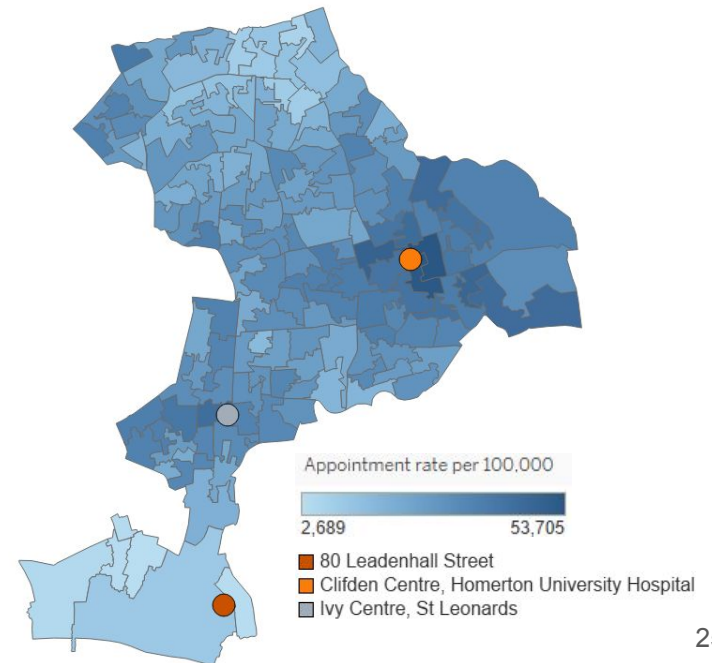 Appointment rate per 100,000
2,689 53,705
80 Leadenhall Street
Clifden Centre, Homerton University Hospital
Ivy Centre, St Leonards